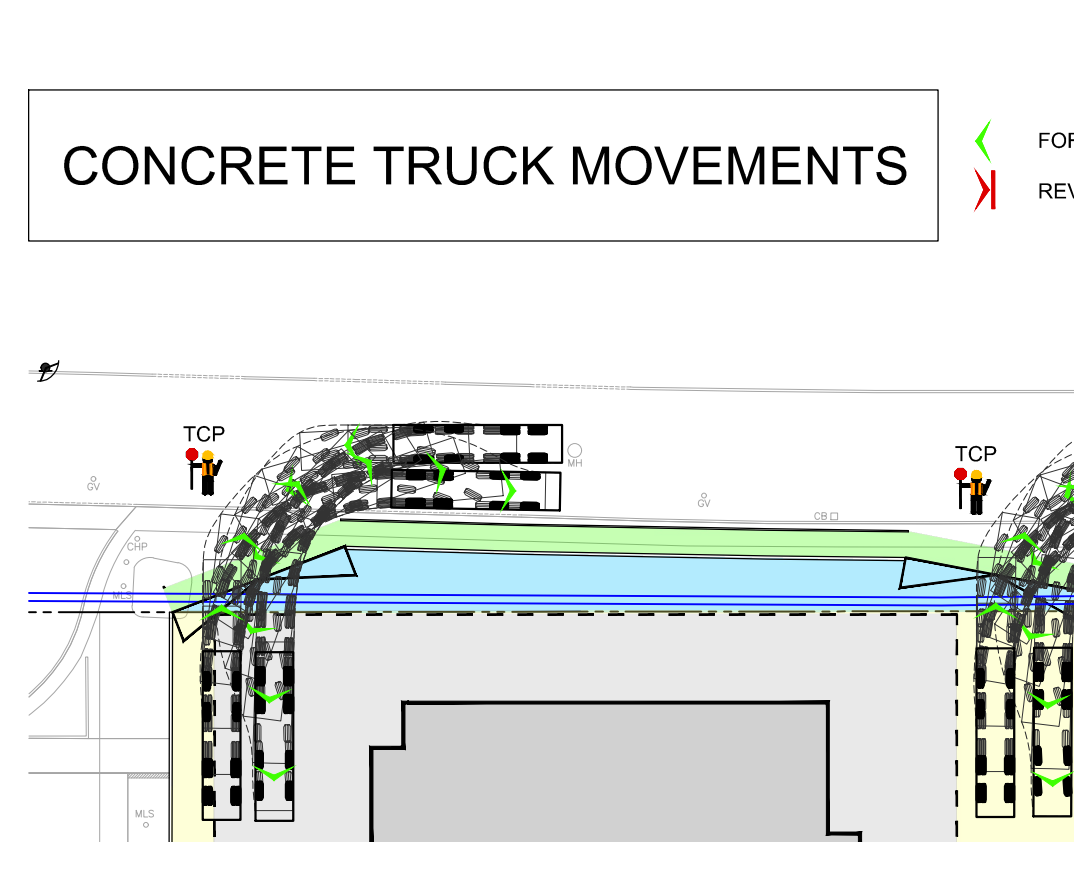 CONCRETE TRUCK MOVEMENTS
FOR
REV
TCP
TCP
MH
GV
GV
CB
CHP
MLS
MLS